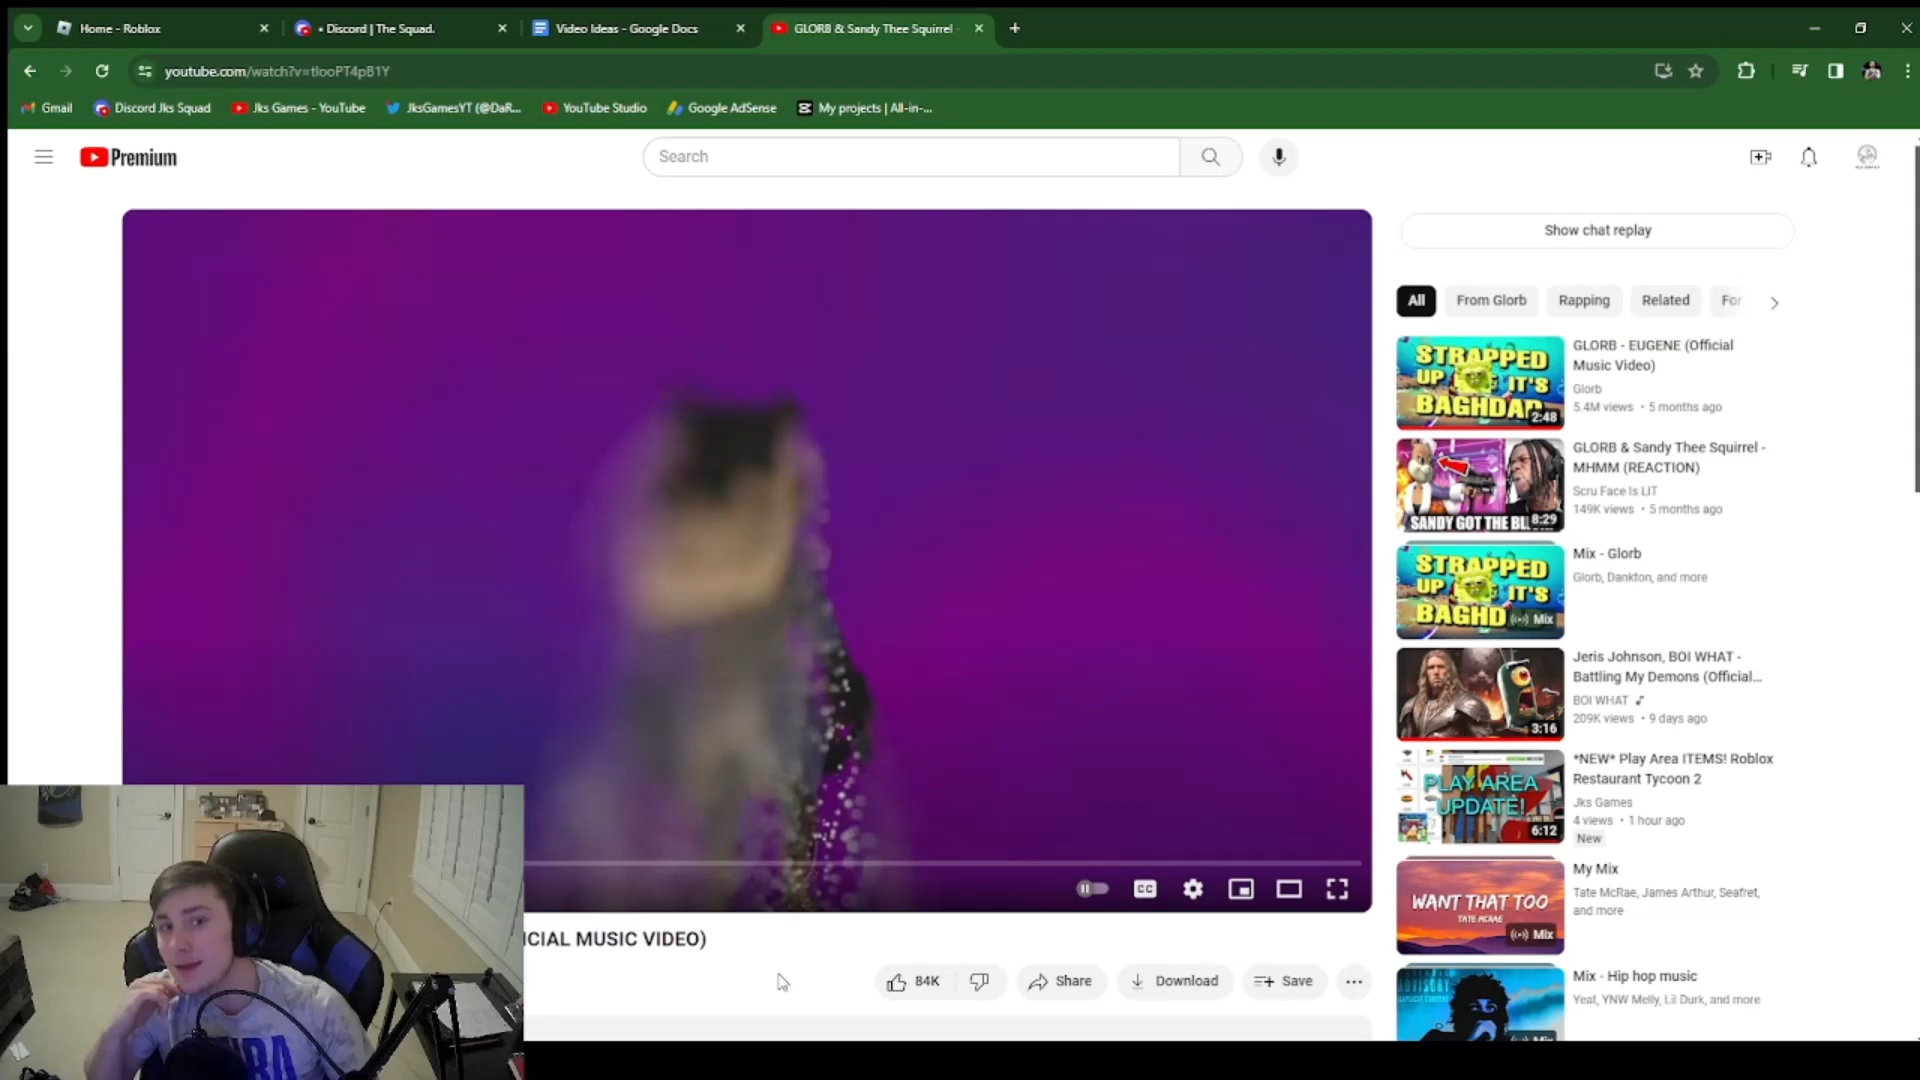 Home - Roblox
• Discord | The Squad.
Video Ideas - Google Docs
GLORB & Sandy Thee Squirrel -
youtube.com/watch?v=tlooPT4pB1Y
Gmail
Discord Jks Squad
Jks Games - YouTube
JksGamesYT (@DaR...
YouTube Studio
Google AdSense
My projects | All-in-...
Premium
Search
Show chat replay
All
From Glorb
Rapping
Related
For
STRAPPED
UP IT'S
BAGHDAD
2:48
GLORB - EUGENE (Official
Music Video)
Glorb
5.4M views • 5 months ago
SANDY GOT THE
8:29
GLORB & Sandy Thee Squirrel -
MHMM (REACTION)
Scru Face Is LIT
149K views • 5 months ago
STRAPPED
UP IT'S
BAGHD
Mix
Mix - Glorb
Glorb, Dankton, and more
3:16
Jeris Johnson, BOI WHAT -
Battling My Demons (Official...
BOI WHAT
209K views • 9 days ago
PLAY AREA
UPDATE!
6:12
*NEW* Play Area ITEMS! Roblox
Restaurant Tycoon 2
Jks Games
4 views • 1 hour ago
New
WANT THAT TOO
TATE MCRAE
Mix
My Mix
Tate McRae, James Arthur, Seafret,
and more
Mix - Hip hop music
Yeat, YNW Melly, Lil Durk, and more
CC
ICIAL MUSIC VIDEO)
84K
Share
Download
Save